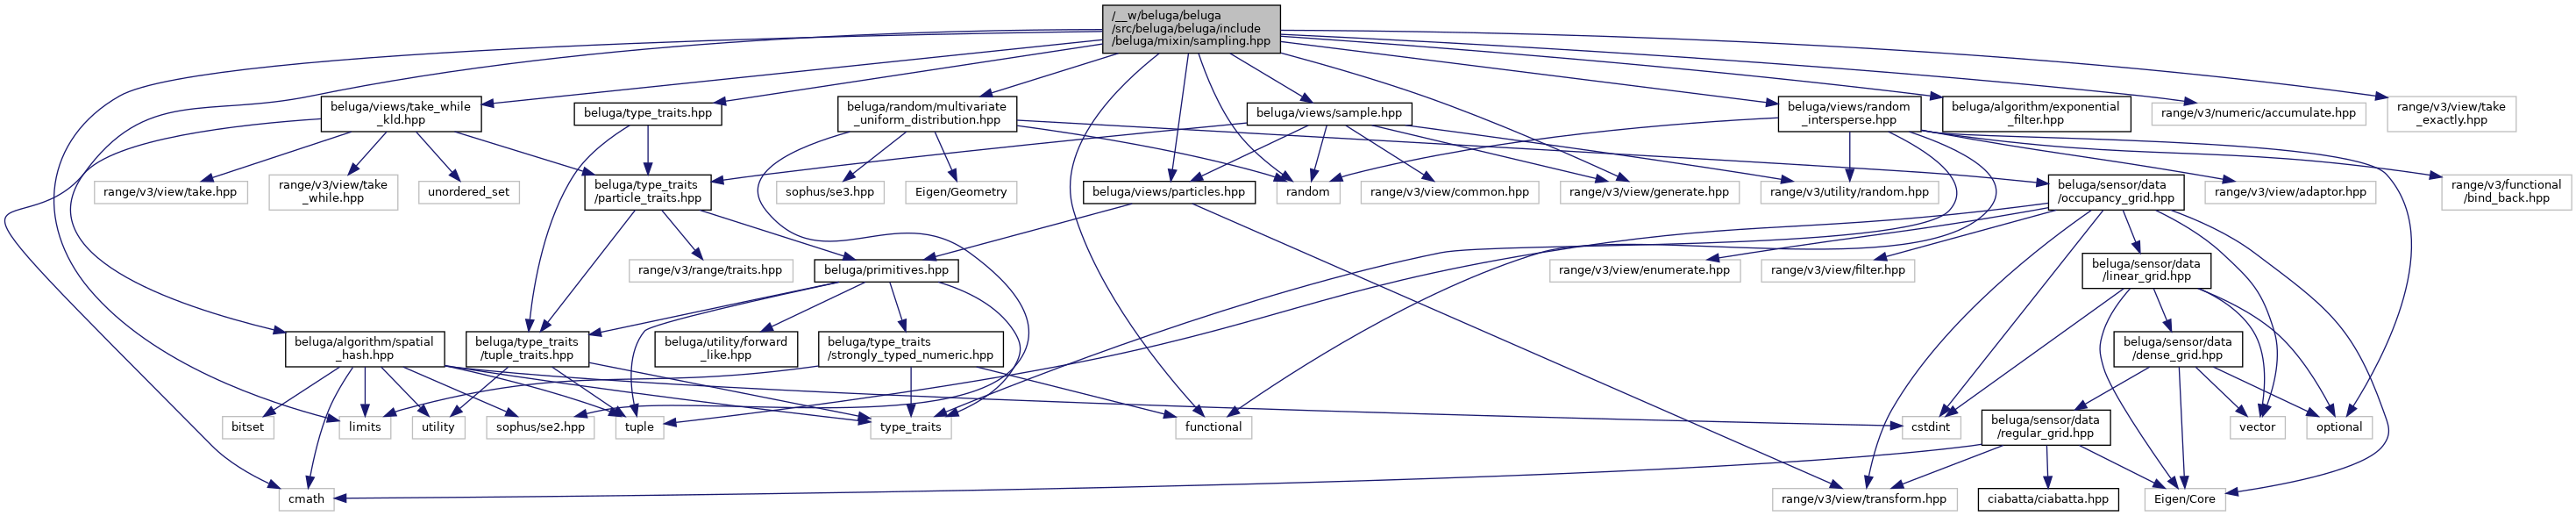 /__w/beluga/beluga
/src/beluga/beluga/include
/beluga/mixin/sampling.hpp
beluga/views/take_while
_kld.hpp
beluga/type_traits.hpp
beluga/random/multivariate
_uniform_distribution.hpp
beluga/views/sample.hpp
beluga/views/random
_intersperse.hpp
beluga/algorithm/exponential
_filter.hpp
range/v3/numeric/accumulate.hpp
range/v3/view/take
_exactly.hpp
range/v3/view/take.hpp
range/v3/view/take
_while.hpp
unordered_set
beluga/type_traits
/particle_traits.hpp
sophus/se3.hpp
Eigen/Geometry
beluga/views/particles.hpp
random
range/v3/view/common.hpp
range/v3/view/generate.hpp
range/v3/utility/random.hpp
beluga/sensor/data
/occupancy_grid.hpp
range/v3/view/adaptor.hpp
range/v3/functional
/bind_back.hpp
range/v3/range/traits.hpp
beluga/primitives.hpp
range/v3/view/enumerate.hpp
range/v3/view/filter.hpp
beluga/sensor/data
/linear_grid.hpp
beluga/algorithm/spatial
_hash.hpp
beluga/type_traits
/tuple_traits.hpp
beluga/utility/forward
_like.hpp
beluga/type_traits
/strongly_typed_numeric.hpp
beluga/sensor/data
/dense_grid.hpp
bitset
limits
utility
sophus/se2.hpp
tuple
type_traits
functional
cstdint
beluga/sensor/data
/regular_grid.hpp
vector
optional
cmath
range/v3/view/transform.hpp
ciabatta/ciabatta.hpp
Eigen/Core